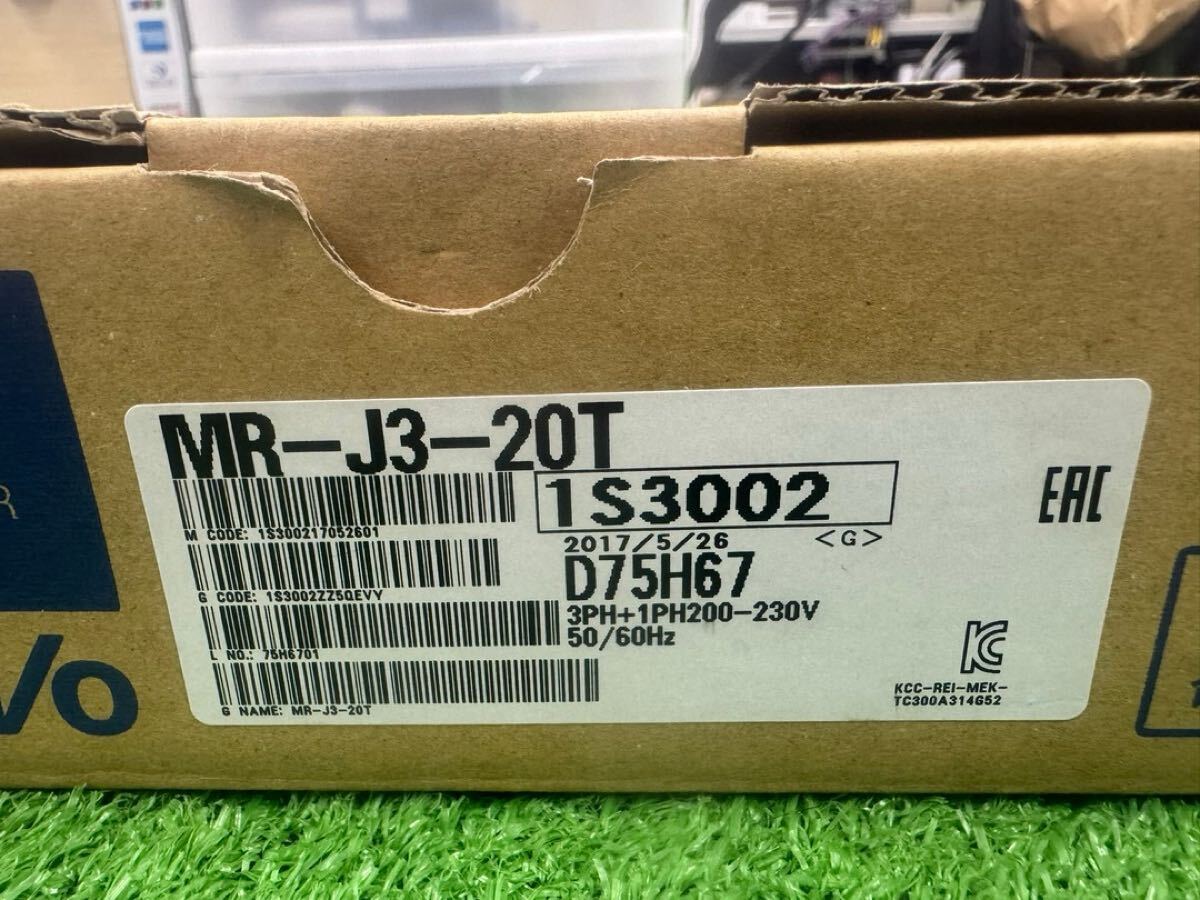 MR-J3-20T
1S3002
M CODE: 1S300217052601
2017/5/26 <G>
D75H67
G CODE: 1S3002ZZ5QEVY
3PH+1PH200-230V
50/60Hz
L NO.: 75H6701
G NAME: MR-J3-20T
EAC
KC
KCC-REI-MEK-
TC300A314G52
R
vo